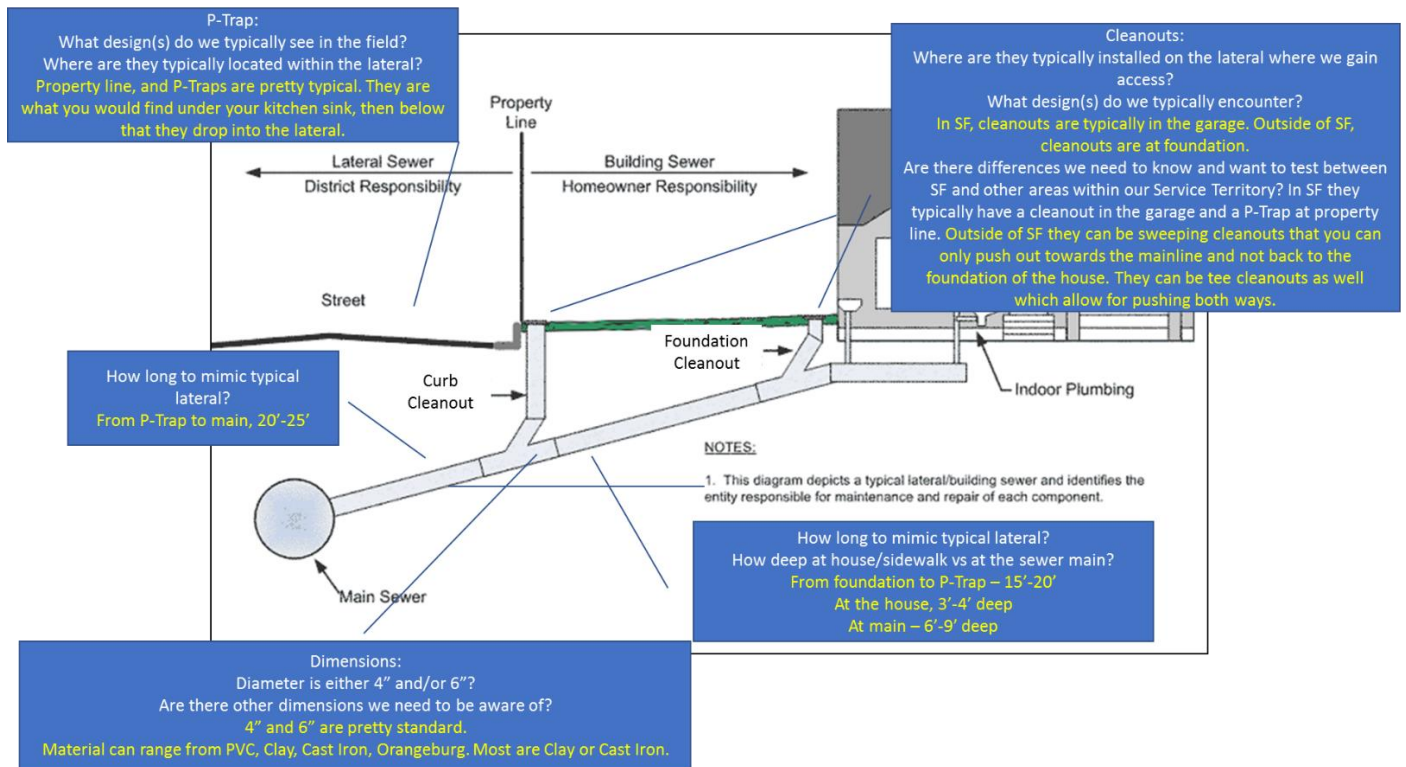 P-Trap:
What design(s) do we typically see in the field?
Where are they typically located within the lateral?
Property line, and P-Traps are pretty typical. They are
what you would find under your kitchen sink, then below
that they drop into the lateral.
Cleanouts:
Where are they typically installed on the lateral where we gain
access?
What design(s) do we typically encounter?
In SF, cleanouts are typically in the garage. Outside of SF,
cleanouts are at foundation.
Are there differences we need to know and want to test between
SF and other areas within our Service Territory? In SF they
typically have a cleanout in the garage and a P-Trap at property
line. Outside of SF they can be sweeping cleanouts that you can
only push out towards the mainline and not back to the
foundation of the house. They can be tee cleanouts as well
which allow for pushing both ways.
Property
Line
Lateral Sewer
District Responsibility
Building Sewer
Homeowner Responsibility
Street
Foundation
Cleanout
Curb
Cleanout
Indoor Plumbing
How long to mimic typical
lateral?
From P-Trap to main, 20’-25’
NOTES:
1. This diagram depicts a typical lateral/building sewer and identifies the
entity responsible for maintenance and repair of each component.
Main Sewer
How long to mimic typical lateral?
How deep at house/sidewalk vs at the sewer main?
From foundation to P-Trap – 15’-20’
At the house, 3’-4’ deep
At main – 6’-9’ deep
Dimensions:
Diameter is either 4” and/or 6”?
Are there other dimensions we need to be aware of?
4” and 6” are pretty standard.
Material can range from PVC, Clay, Cast Iron, Orangeburg. Most are Clay or Cast Iron.